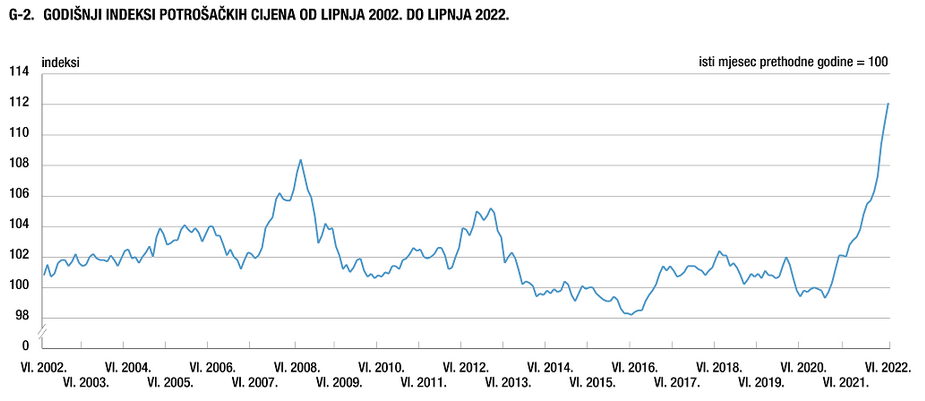 G-2. GODIŠNJI INDEKSI POTROŠAČKIH CIJENA OD LIPNJA 2002. DO LIPNJA 2022.
indeksi
isti mjesec prethodne godine = 100
114
112
110
108
106
104
102
100
98
0
VI. 2002.
VI. 2004.
VI. 2006.
VI. 2008.
VI. 2010.
VI. 2012.
VI. 2014.
VI. 2016.
VI. 2018.
VI. 2020.
VI. 2022.
VI. 2003.
VI. 2005.
VI. 2007.
VI. 2009.
VI. 2011.
VI. 2013.
VI. 2015.
VI. 2017.
VI. 2019.
VI. 2021.